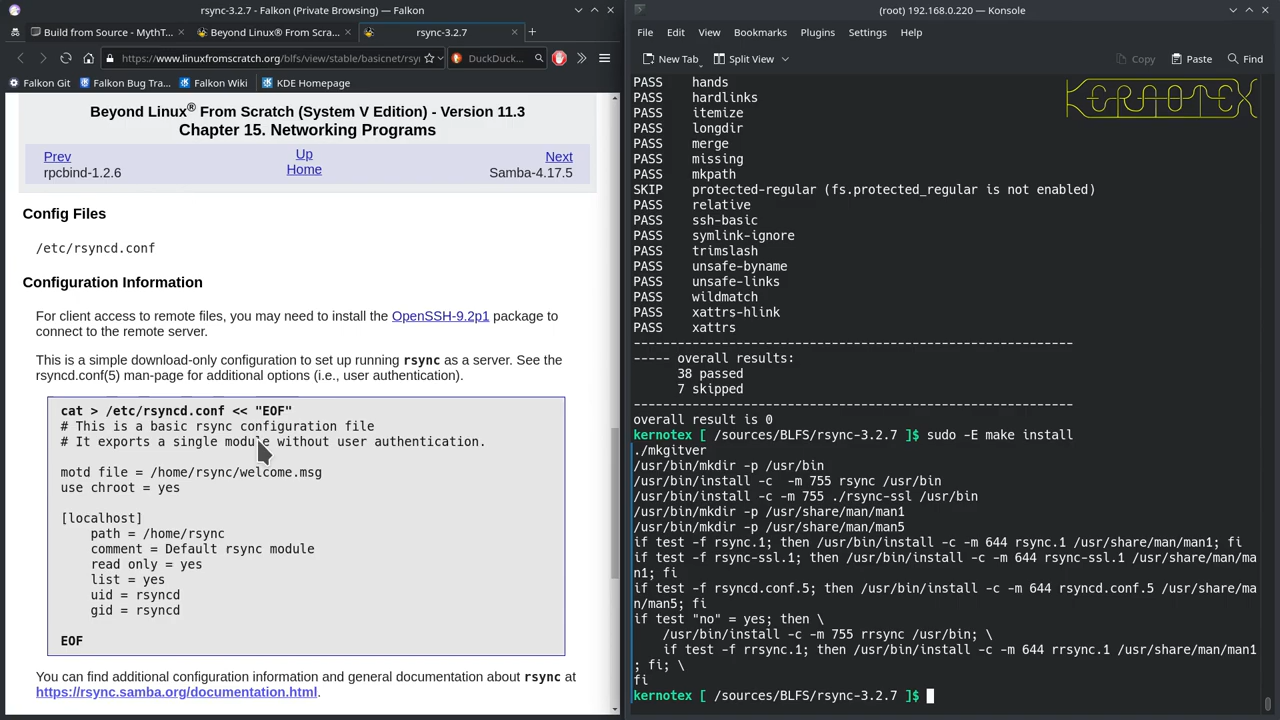 rsync-3.2.7 - Falkon (Private Browsing) — Falkon
Build from Source - MythT...
Beyond Linux® From Scra...
rsync-3.2.7
https://www.linuxfromscratch.org/blfs/view/stable/basicnet/rsy
DuckDuck...
Falkon Git
Falkon Bug Tra...
Falkon Wiki
KDE Homepage
Beyond Linux® From Scratch (System V Edition) - Version 11.3
Chapter 15. Networking Programs
Prev
Up
Next
rpcbind-1.2.6
Home
Samba-4.17.5
Config Files
/etc/rsyncd.conf
Configuration Information
For client access to remote files, you may need to install the OpenSSH-9.2p1 package to
connect to the remote server.
This is a simple download-only configuration to set up running rsync as a server. See the
rsyncd.conf(5) man-page for additional options (i.e., user authentication).
cat > /etc/rsyncd.conf << "EOF"
# This is a basic rsync configuration file
# It exports a single module without user authentication.
motd file = /home/rsync/welcome.msg
use chroot = yes
[localhost]
path = /home/rsync
comment = Default rsync module
read only = yes
list = yes
uid = rsyncd
gid = rsyncd
EOF
You can find additional configuration information and general documentation about rsync at
https://rsync.samba.org/documentation.html.
(root) 192.168.0.220 — Konsole
File Edit View Bookmarks Plugins Settings Help
New Tab
Split View
Copy
Paste
Find
KERNOTEX
PASS hands
PASS hardlinks
PASS itemize
PASS longdir
PASS merge
PASS missing
PASS mkpath
SKIP protected-regular (fs.protected_regular is not enabled)
PASS relative
PASS ssh-basic
PASS symlink-ignore
PASS trimslash
PASS unsafe-byname
PASS unsafe-links
PASS wildmatch
PASS xattrs-hlink
PASS xattrs
------------------------------------------------------------
----- overall results:
38 passed
7 skipped
------------------------------------------------------------
overall result is 0
kernotex [ /sources/BLFS/rsync-3.2.7 ]$ sudo -E make install
./mkgitver
/usr/bin/mkdir -p /usr/bin
/usr/bin/install -c  -m 755 rsync /usr/bin
/usr/bin/install -c -m 755 ./rsync-ssl /usr/bin
/usr/bin/mkdir -p /usr/share/man/man1
/usr/bin/mkdir -p /usr/share/man/man5
if test -f rsync.1; then /usr/bin/install -c -m 644 rsync.1 /usr/share/man/man1; fi
if test -f rsync-ssl.1; then /usr/bin/install -c -m 644 rsync-ssl.1 /usr/share/man/ma
n1; fi
if test -f rsyncd.conf.5; then /usr/bin/install -c -m 644 rsyncd.conf.5 /usr/share/ma
n/man5; fi
if test "no" = yes; then \
/usr/bin/install -c -m 755 rrsync /usr/bin; \
if test -f rrsync.1; then /usr/bin/install -c -m 644 rrsync.1 /usr/share/man/man1
; fi; \
fi
kernotex [ /sources/BLFS/rsync-3.2.7 ]$